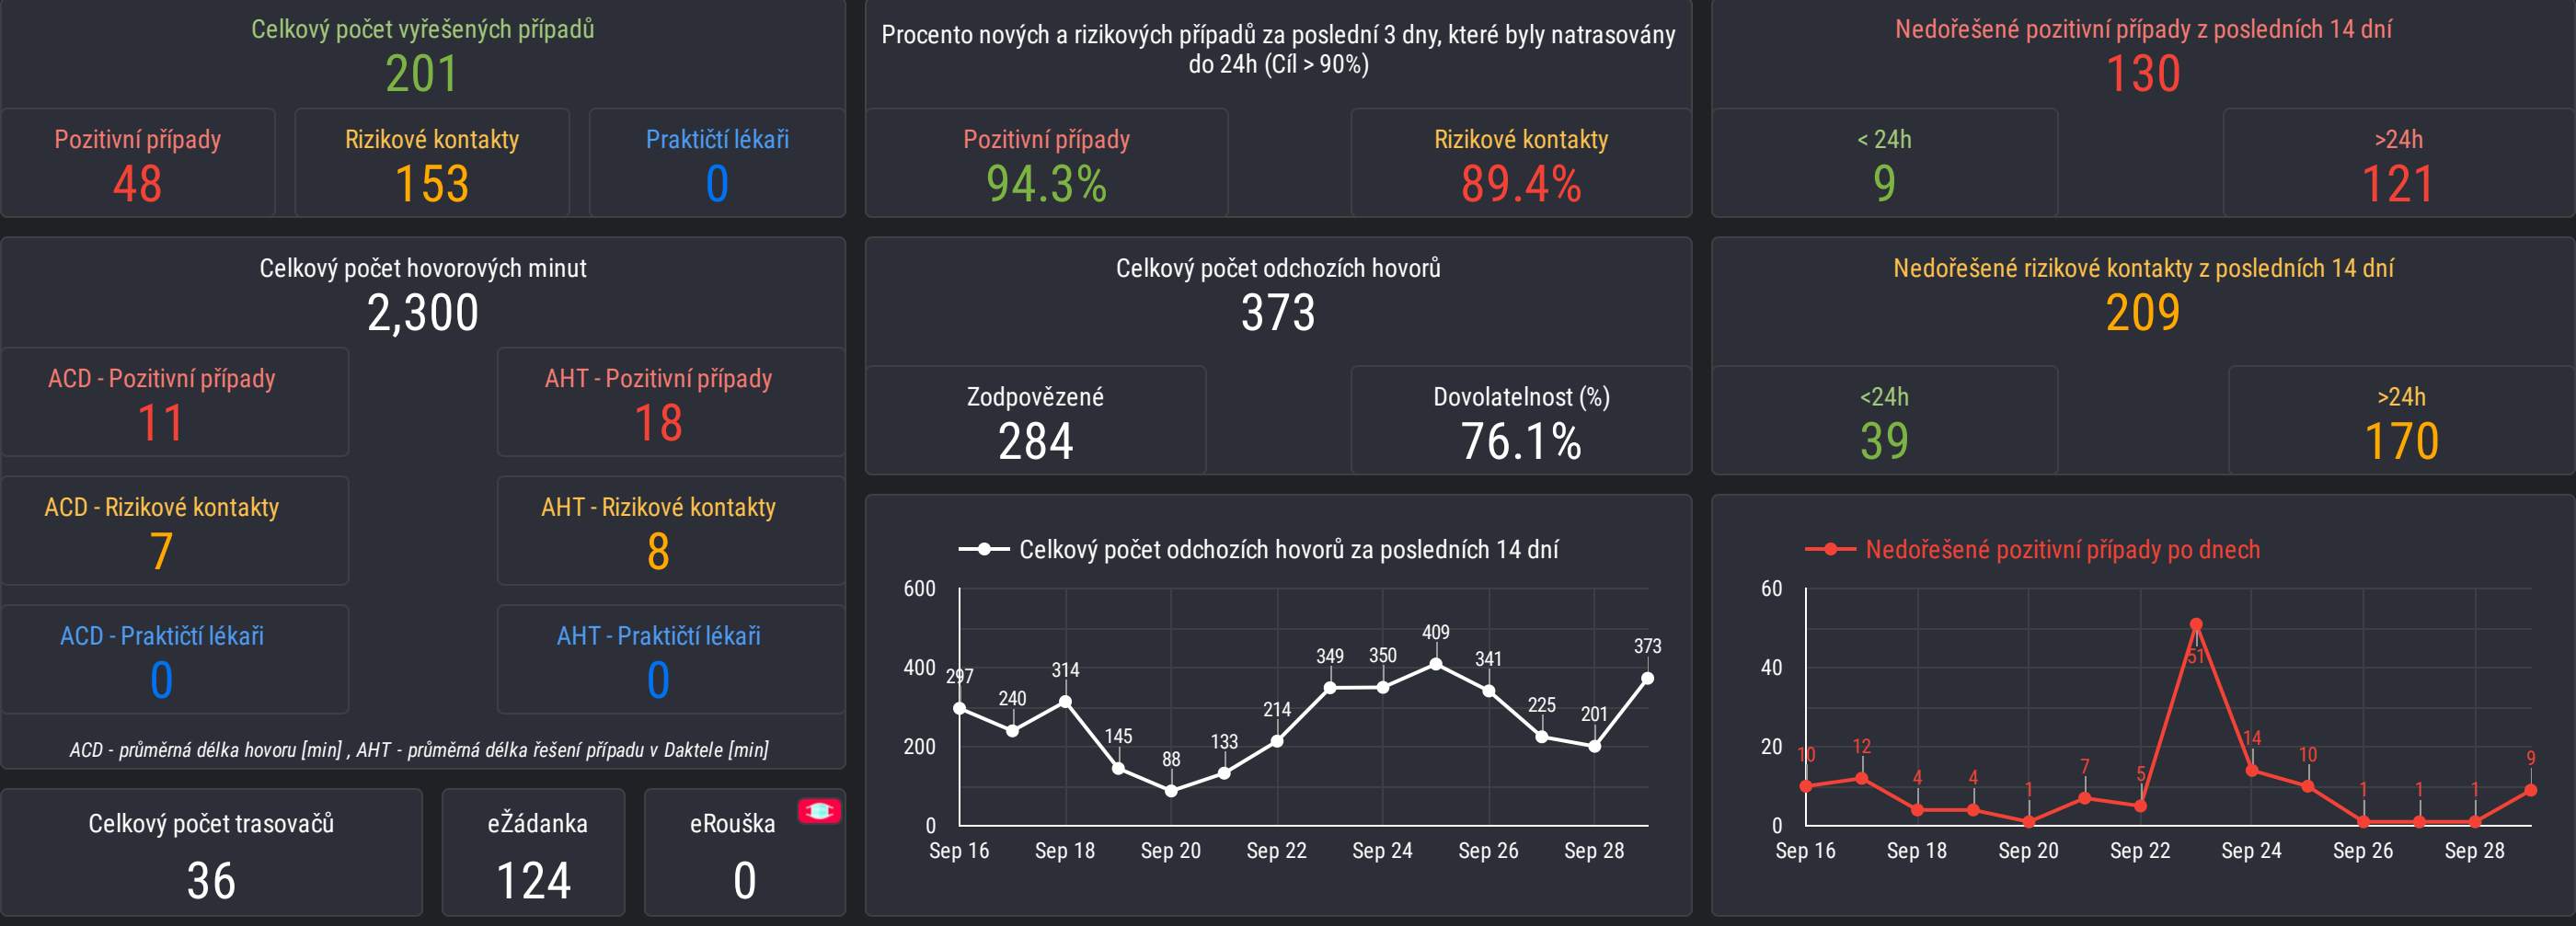 Celkový počet vyřešených případů
201
Pozitivní případy
48
Rizikové kontakty
153
Praktičtí lékaři
0
Procento nových a rizikových případů za poslední 3 dny, které byly natrasovány
do 24h (Cíl > 90%)
Pozitivní případy
94.3%
Rizikové kontakty
89.4%
Nedořešené pozitivní případy z posledních 14 dní
130
< 24h
9
>24h
121
Celkový počet hovorových minut
2,300
ACD - Pozitivní případy
11
AHT - Pozitivní případy
18
ACD - Rizikové kontakty
7
AHT - Rizikové kontakty
8
ACD - Praktičtí lékaři
0
AHT - Praktičtí lékaři
0
ACD - průměrná délka hovoru [min] , AHT - průměrná délka řešení případu v Daktele [min]
Celkový počet odchozích hovorů
373
Zodpovězené
284
Dovolatelnost (%)
76.1%
Nedořešené rizikové kontakty z posledních 14 dní
209
<24h
39
>24h
170
Celkový počet trasovačů
36
eŽádanka
124
eRouška
0
Celkový počet odchozích hovorů za posledních 14 dní
600
400
200
0
297
240
314
145
88
133
214
349
350
409
341
225
201
373
Sep 16 Sep 18 Sep 20 Sep 22 Sep 24 Sep 26 Sep 28
Nedořešené pozitivní případy po dnech
60
40
20
0
10
12
4
4
1
7
5
51
14
10
1
1
1
9
Sep 16 Sep 18 Sep 20 Sep 22 Sep 24 Sep 26 Sep 28